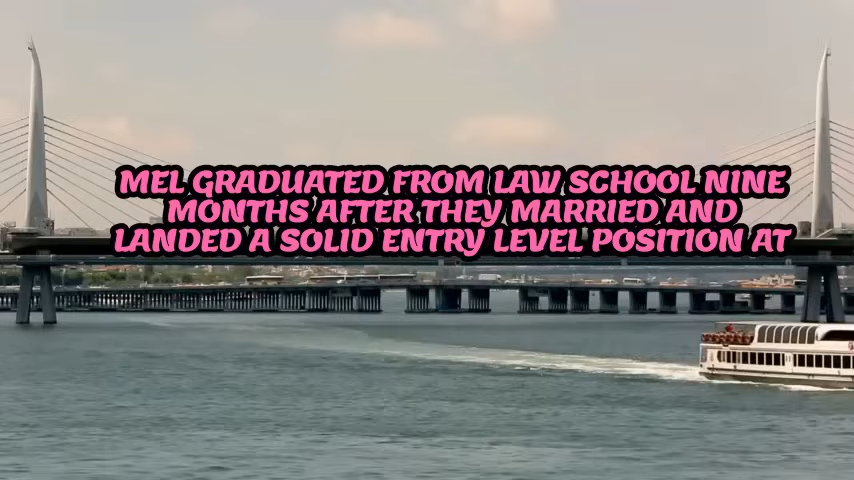 MEL GRADUATED FROM LAW SCHOOL NINE
MONTHS AFTER THEY MARRIED AND
LANDED A SOLID ENTRY LEVEL POSITION AT